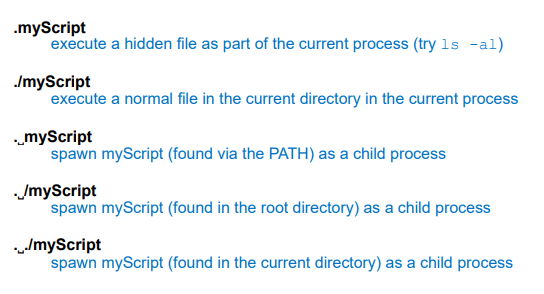 .myScript
execute a hidden file as part of the current process (try ls -al)
./myScript
execute a normal file in the current directory in the current process
.␣myScript
spawn myScript (found via the PATH) as a child process
.␣/myScript
spawn myScript (found in the root directory) as a child process
.␣./myScript
spawn myScript (found in the current directory) as a child process